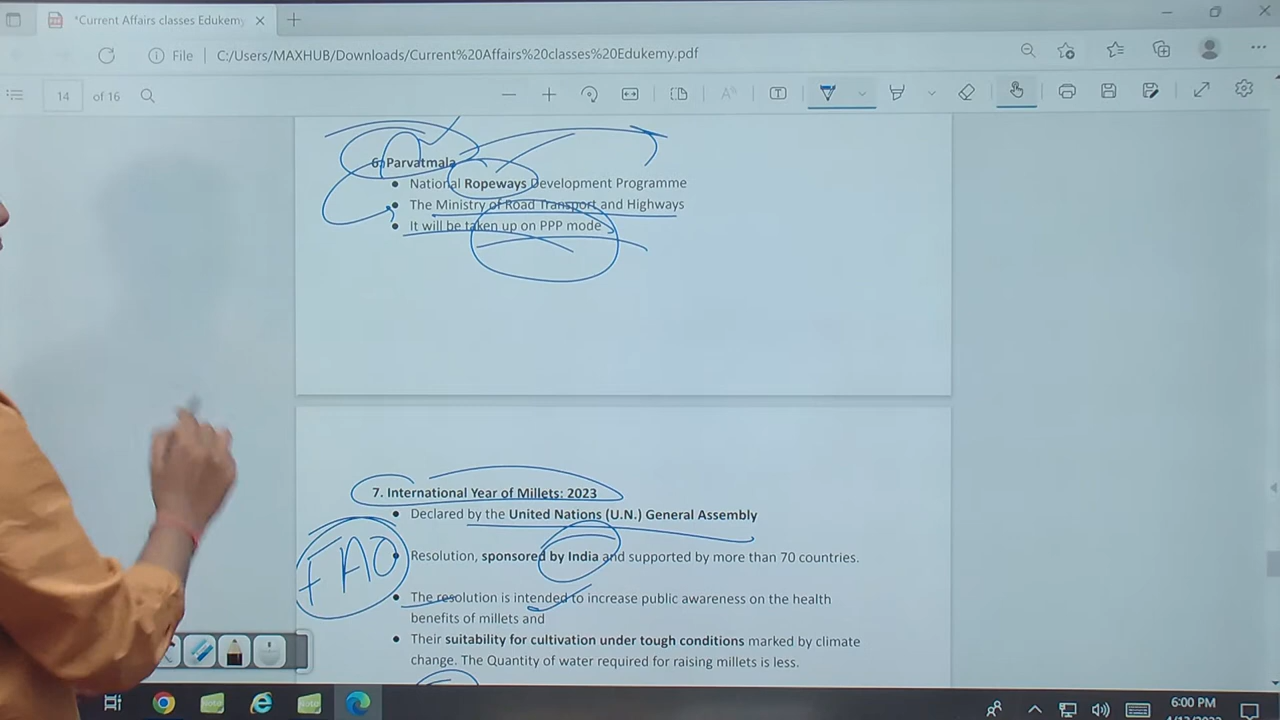 *Current Affairs classes Edukemy
File C:/Users/MAXHUB/Downloads/Current%20Affairs%20classes%20Edukemy.pdf
14 of 16
6. Parvatmala
National Ropeways Development Programme
The Ministry of Road Transport and Highways
It will be taken up on PPP mode
7. International Year of Millets: 2023
Declared by the United Nations (U.N.) General Assembly
FAO
Resolution, sponsored by India and supported by more than 70 countries.
The resolution is intended to increase public awareness on the health
benefits of millets and
Their suitability for cultivation under tough conditions marked by climate
change. The Quantity of water required for raising millets is less.
6:00 PM